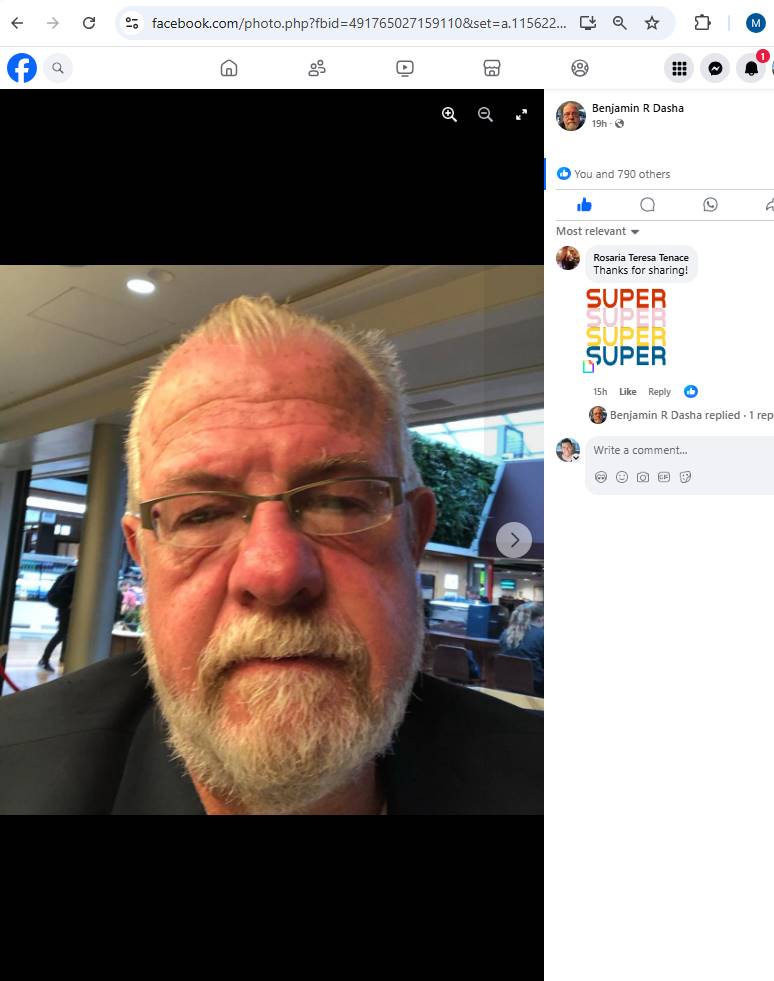 facebook.com/photo.php?fbid=491765027159110&set=a.115622...
M
1
Benjamin R Dasha
19h ·
You and 790 others
Most relevant
Rosaria Teresa Tenace
Thanks for sharing!
SUPER
SUPER
SUPER
SUPER
15h Like Reply
Benjamin R Dasha replied · 1 rep
Write a comment...
GIF